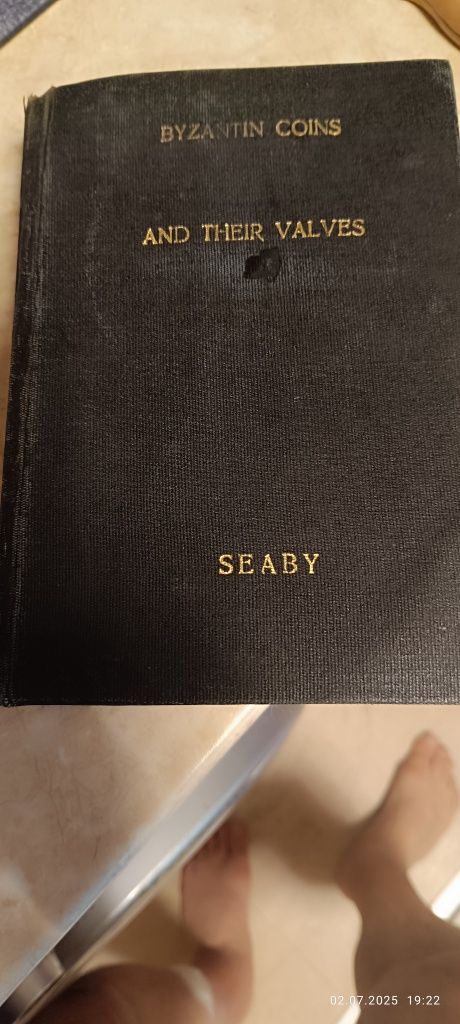 BYZANTIN COINS
AND THEIR VALVES
SEABY
02.07.2025 19:22